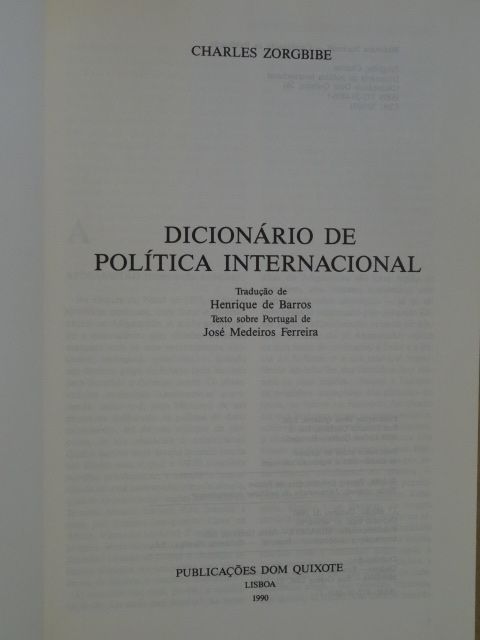 CHARLES ZORGBIBE
DICIONÁRIO DE
POLÍTICA INTERNACIONAL
Tradução de
Henrique de Barros
Texto sobre Portugal de
José Medeiros Ferreira
PUBLICAÇÕES DOM QUIXOTE
LISBOA
1990